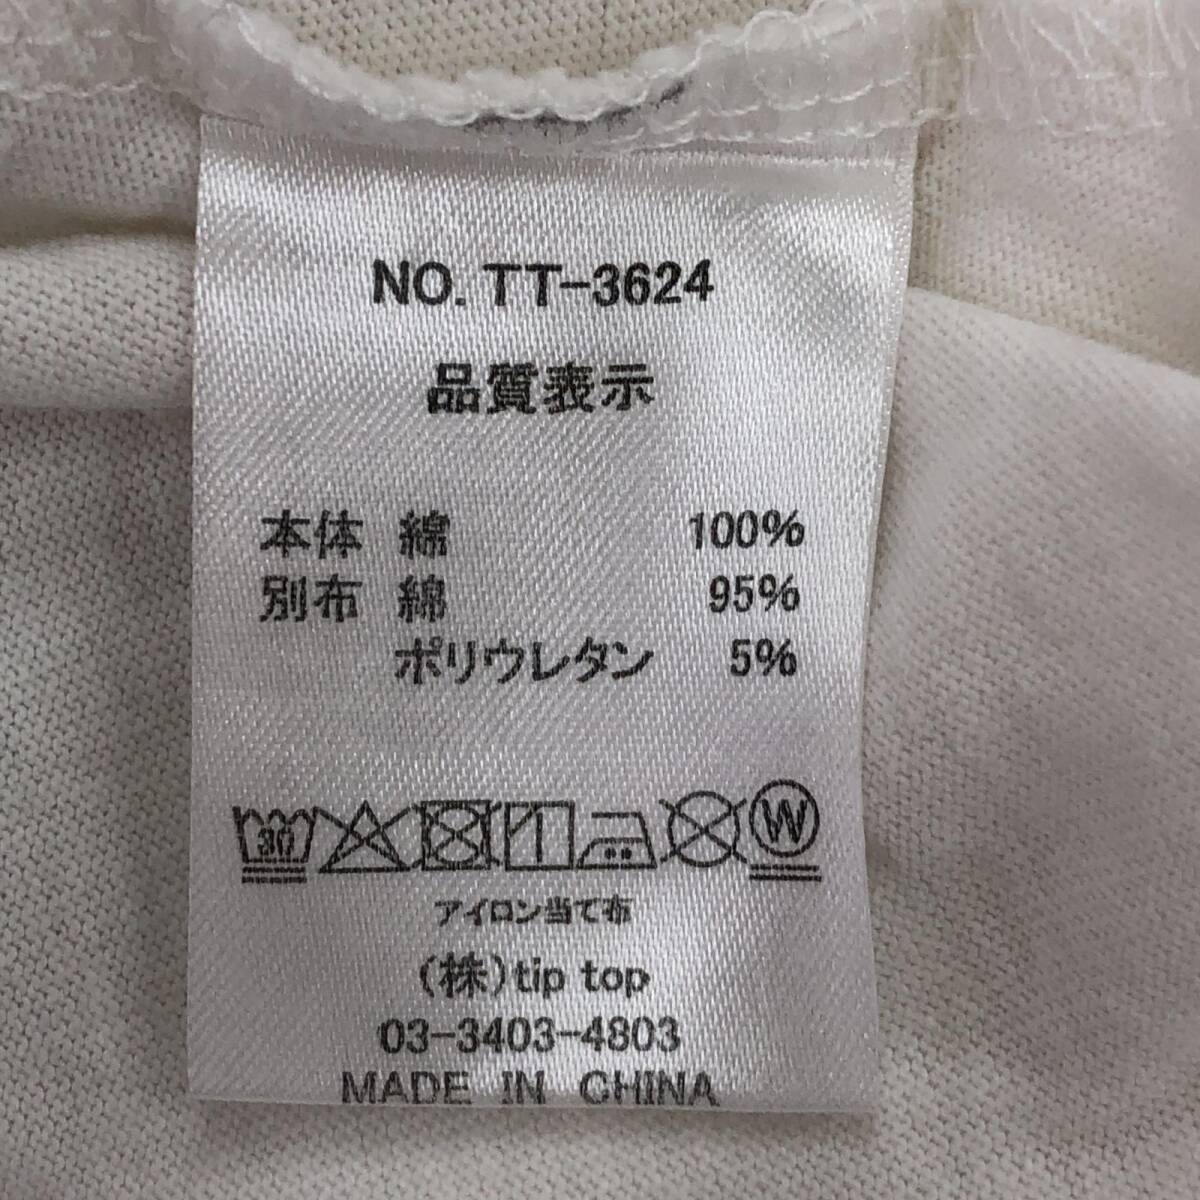 NO. TT-3624
品質表示
本体 綿 100%
別布 綿 95%
ポリウレタン 5%
30 W
アイロン当て布
(株)tip top
03-3403-4803
MADE IN CHINA